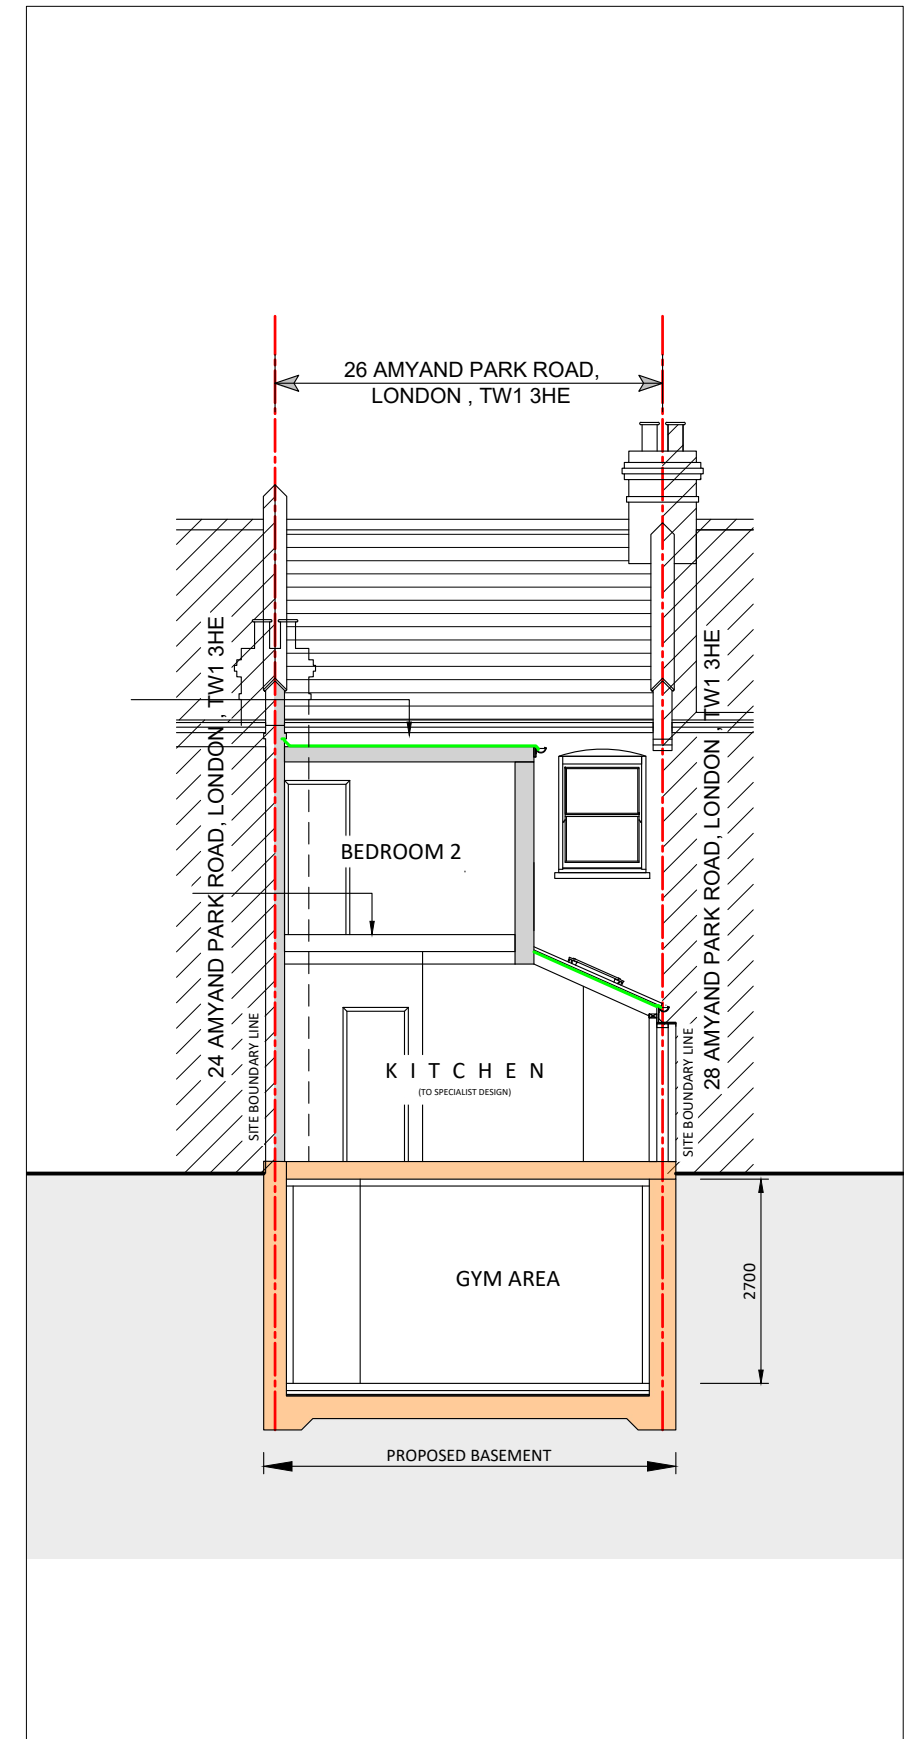 26 AMYAND PARK ROAD,
LONDON , TW1 3HE
24 AMYAND PARK ROAD, LONDON , TW1 3HE
28 AMYAND PARK ROAD, LONDON , TW1 3HE
BEDROOM 2
SITE BOUNDARY LINE
K I T C H E N
(TO SPECIALIST DESIGN)
SITE BOUNDARY LINE
GYM AREA
2700
PROPOSED BASEMENT